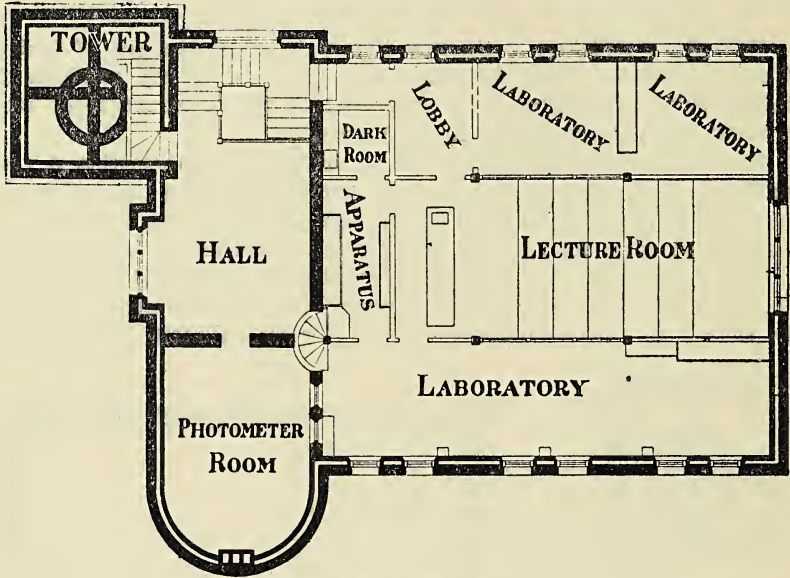 TOWER
LOBBY
LABORATORY
LABORATORY
DARK
ROOM
APPARATUS
HALL
LECTURE ROOM
LABORATORY
PHOTOMETER
ROOM